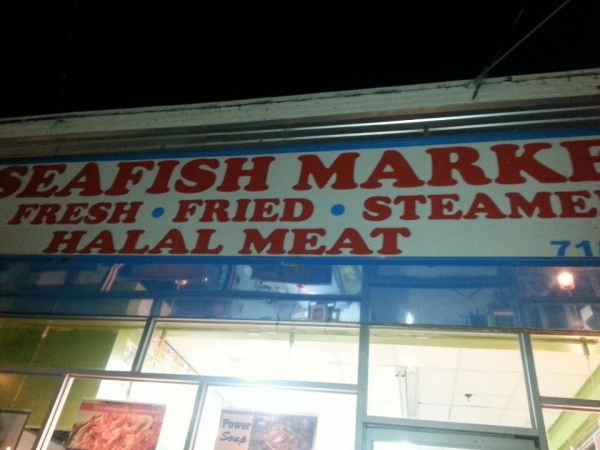 SEAFISH MARKE
FRESH • FRIED • STEAME
HALAL MEAT
71
Power
Soup